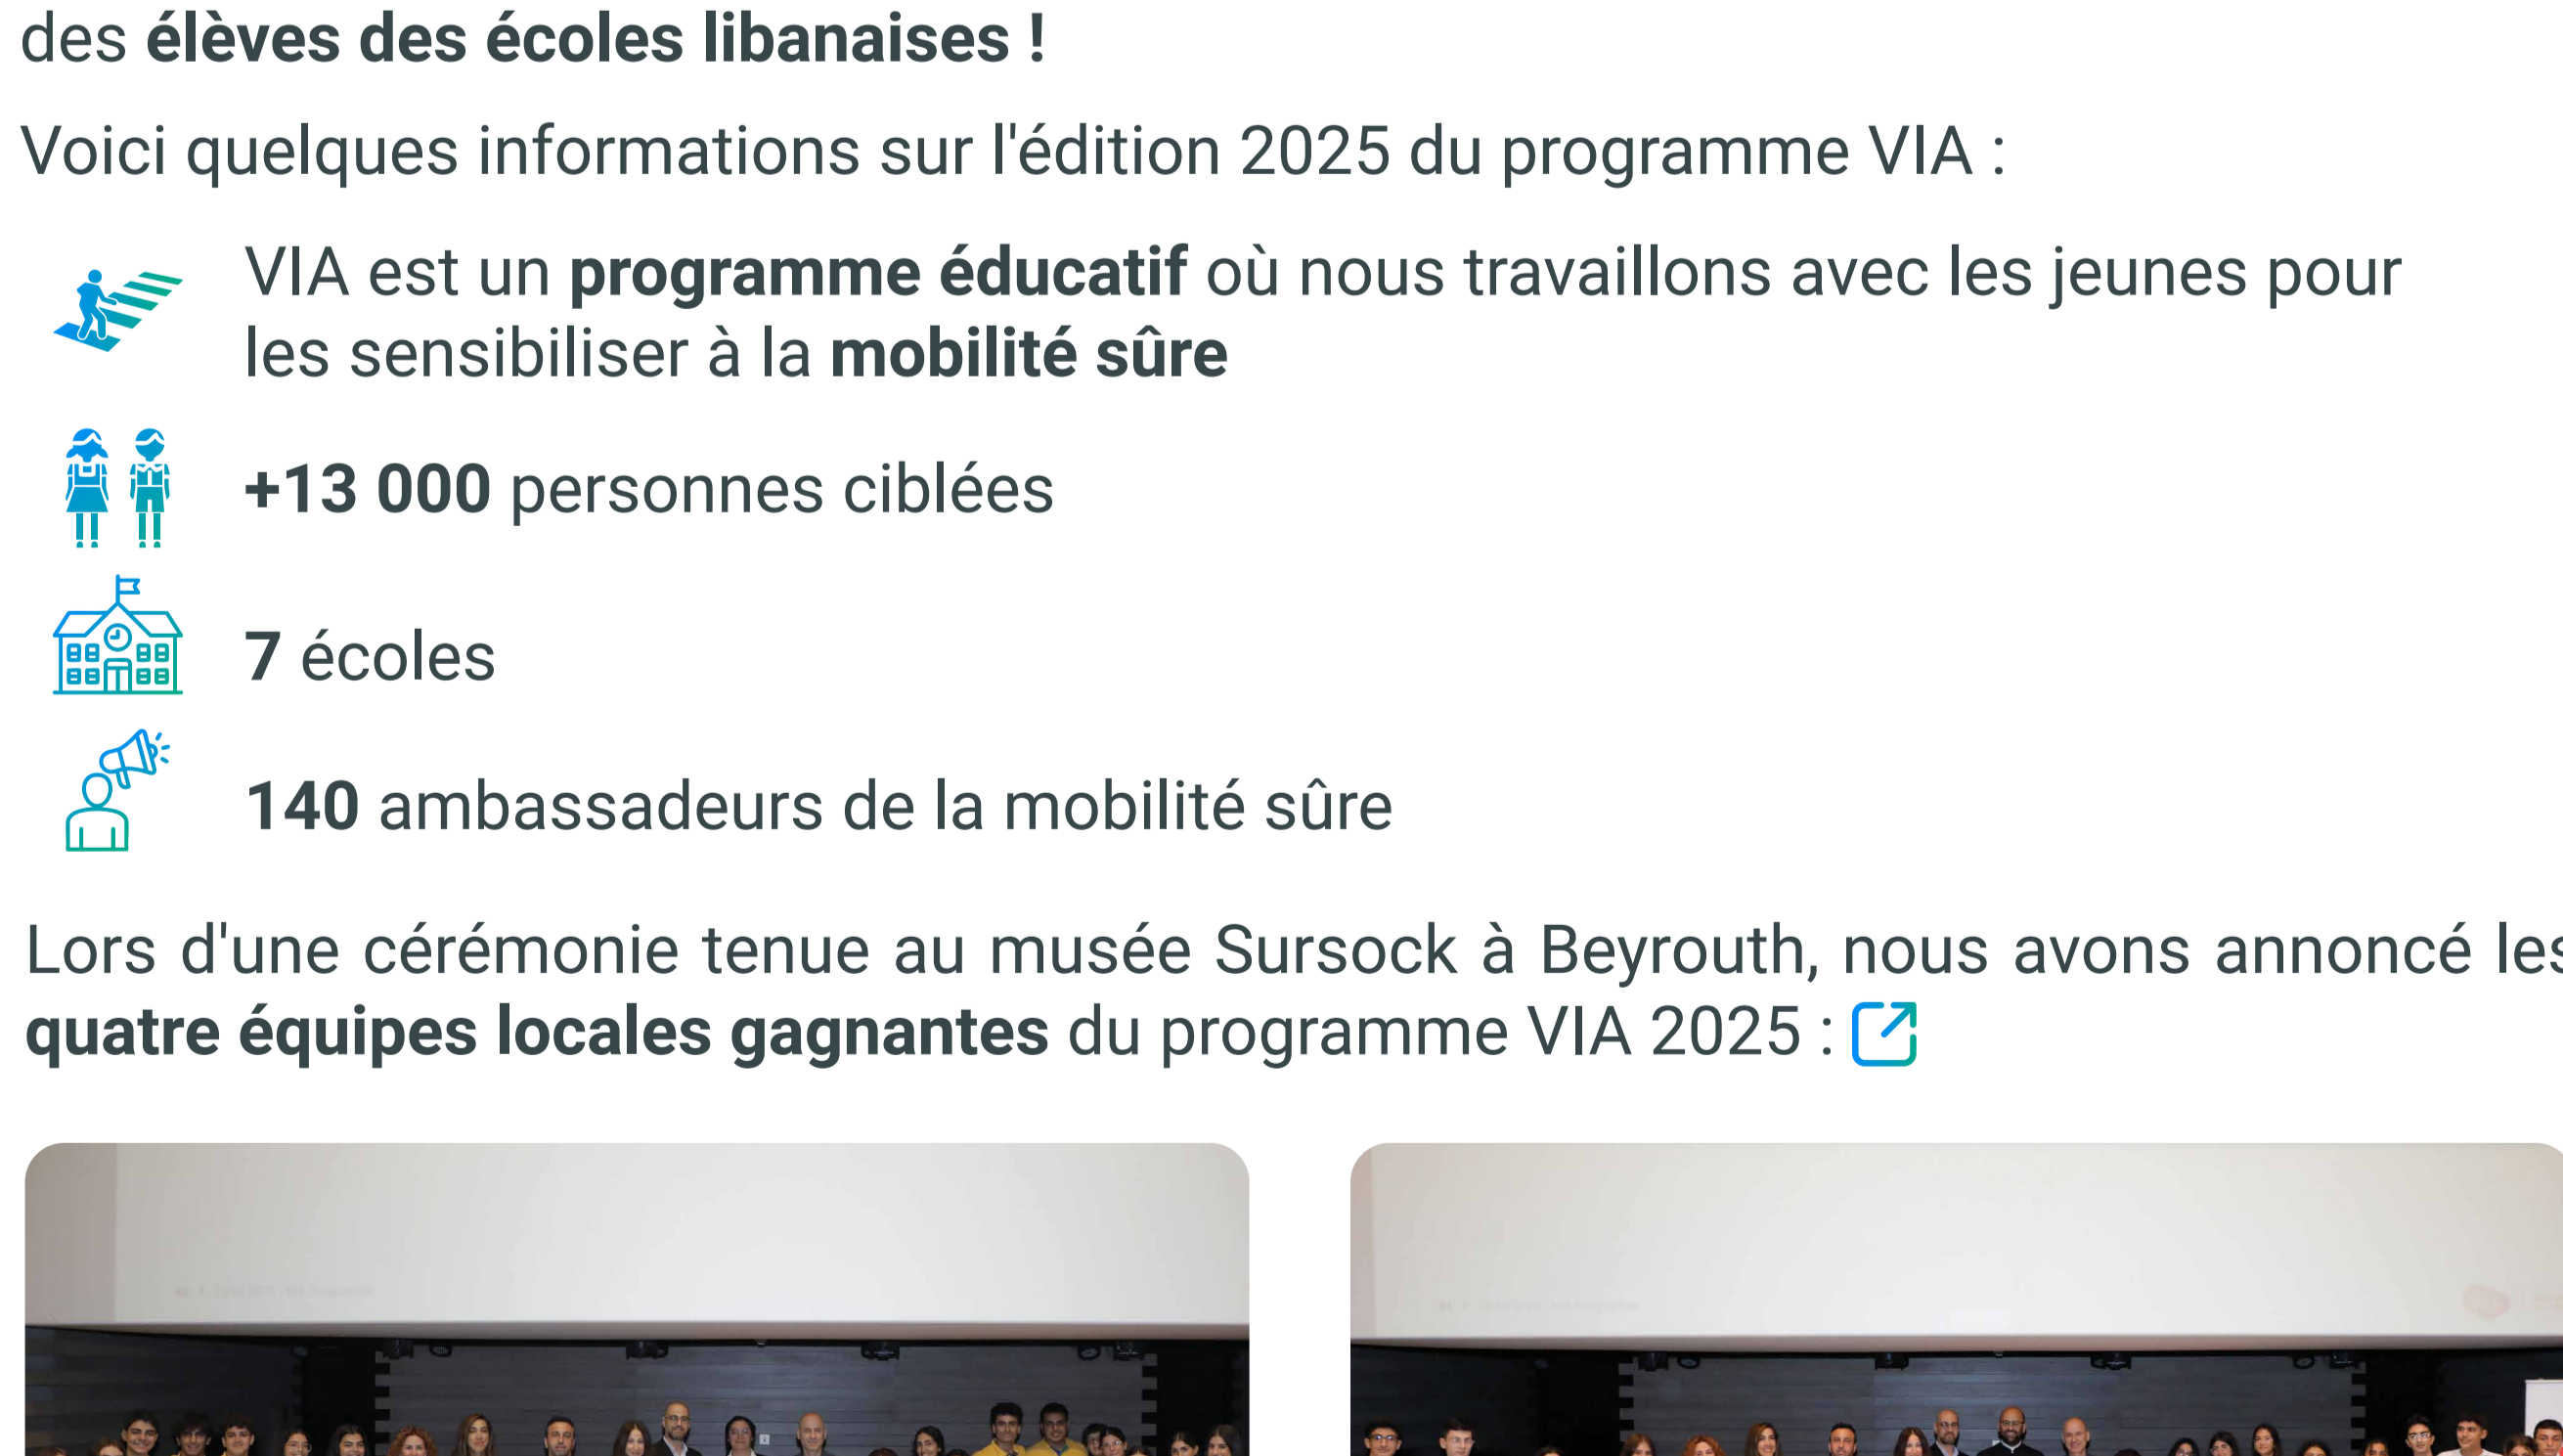 des élèves des écoles libanaises !
Voici quelques informations sur l'édition 2025 du programme VIA :
VIA est un programme éducatif où nous travaillons avec les jeunes pour
les sensibiliser à la mobilité sûre
+13 000 personnes ciblées
7 écoles
140 ambassadeurs de la mobilité sûre
Lors d'une cérémonie tenue au musée Sursock à Beyrouth, nous avons annoncé les
quatre équipes locales gagnantes du programme VIA 2025 :